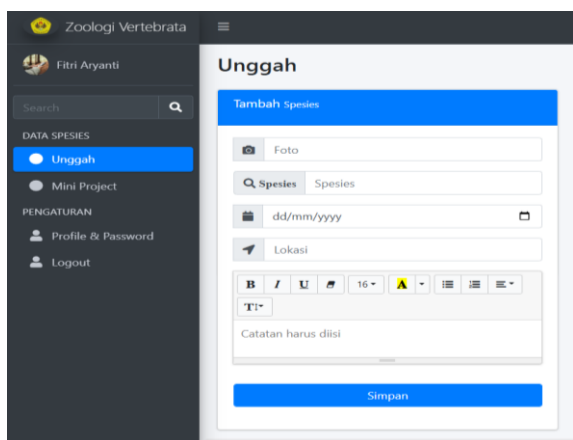 Zoologi Vertebrata
Fitri Aryanti
Search
DATA SPESIES
Unggah
Mini Project
PENGATURAN
Profile & Password
Logout
Unggah
Tambah Spesies
Foto
Spesies Spesies
dd/mm/yyyy
Lokasi
B I U 16 A
T
Catatan harus diisi
Simpan